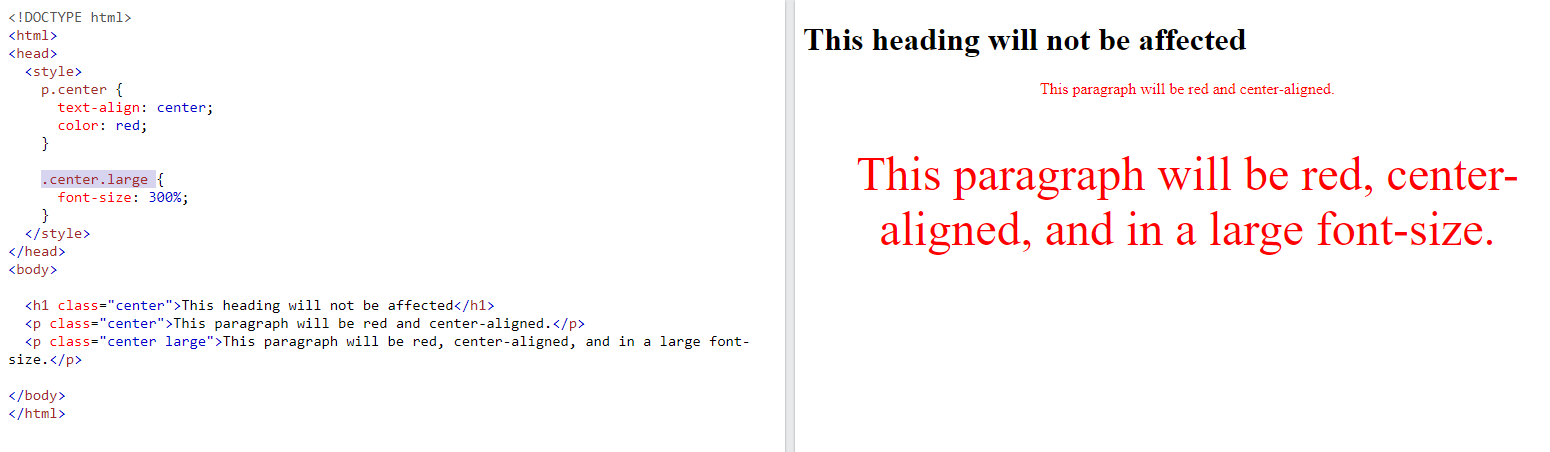 <!DOCTYPE html>
<html>
<head>
  <style>
    p.center {
      text-align: center;
      color: red;
    }

    .center.large {
      font-size: 300%;
    }
  </style>
</head>
<body>

  <h1 class="center">This heading will not be affected</h1>
  <p class="center">This paragraph will be red and center-aligned.</p>
  <p class="center large">This paragraph will be red, center-aligned, and in a large font-
size.</p>

</body>
</html>
This heading will not be affected
This paragraph will be red and center-aligned.
This paragraph will be red, center-
aligned, and in a large font-size.